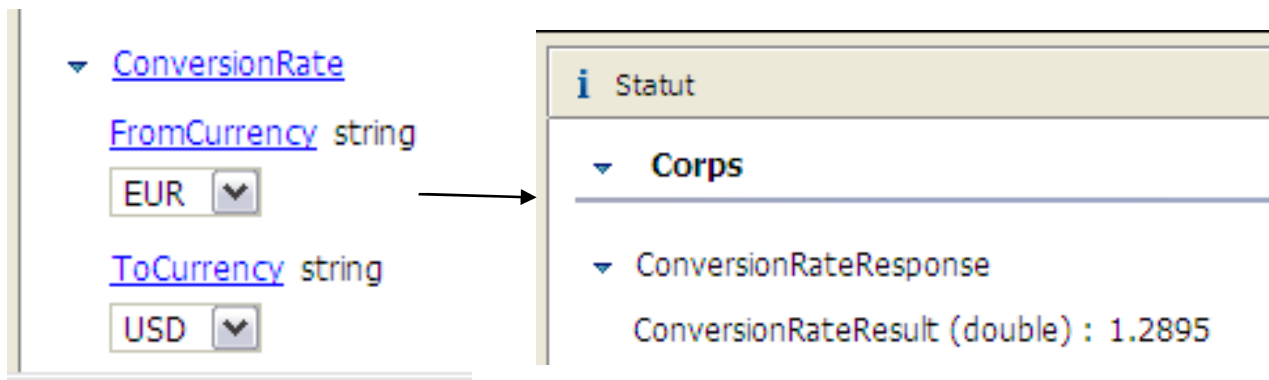 ConversionRate
FromCurrency string
EUR
ToCurrency string
USD
i Statut
Corps
ConversionRateResponse
ConversionRateResult (double) : 1.2895